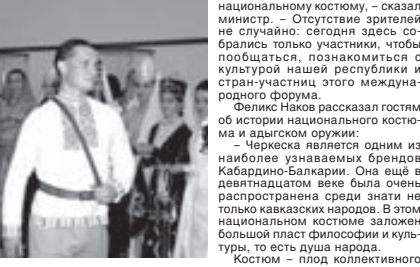 национальному костюму, – сказал
министр. – Отсутствие зрителей
не случайно: сегодня здесь со-
брались только участники, чтобы
пообщаться, познакомиться с
культурой нашей республики и
стран-участниц этого междуна-
родного форума.
Феликс Наков рассказал гостям
об истории национального костю-
ма и адыгском оружии:
– Черкеска является одним из
наиболее узнаваемых брендов
Кабардино-Балкарии. Она ещё в
девятнадцатом веке была очень
распространена среди знати не
только кавказских народов. В этом
национальном костюме заложен
большой пласт философии и куль-
туры, то есть душа народа.
Костюм – плод коллективного